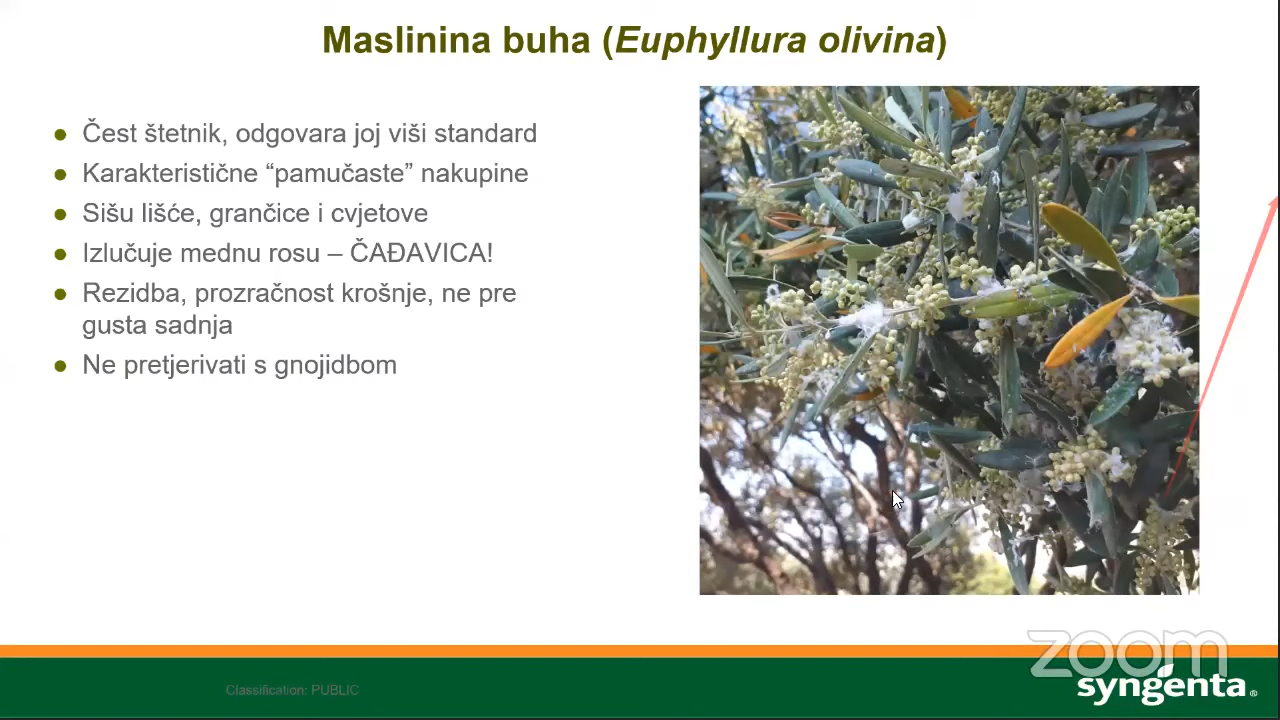 Maslinina buha (Euphyllura olivina)
● Čest štetnik, odgovara joj viši standard
● Karakteristične “pamučaste” nakupine
● Sišu lišće, grančice i cvjetove
● Izlučuje mednu rosu – ČAĐAVICA!
● Rezidba, prozračnost krošnje, ne pre
gusta sadnja
● Ne pretjerivati s gnojidbom
zoom
Classification: PUBLIC
syngenta®